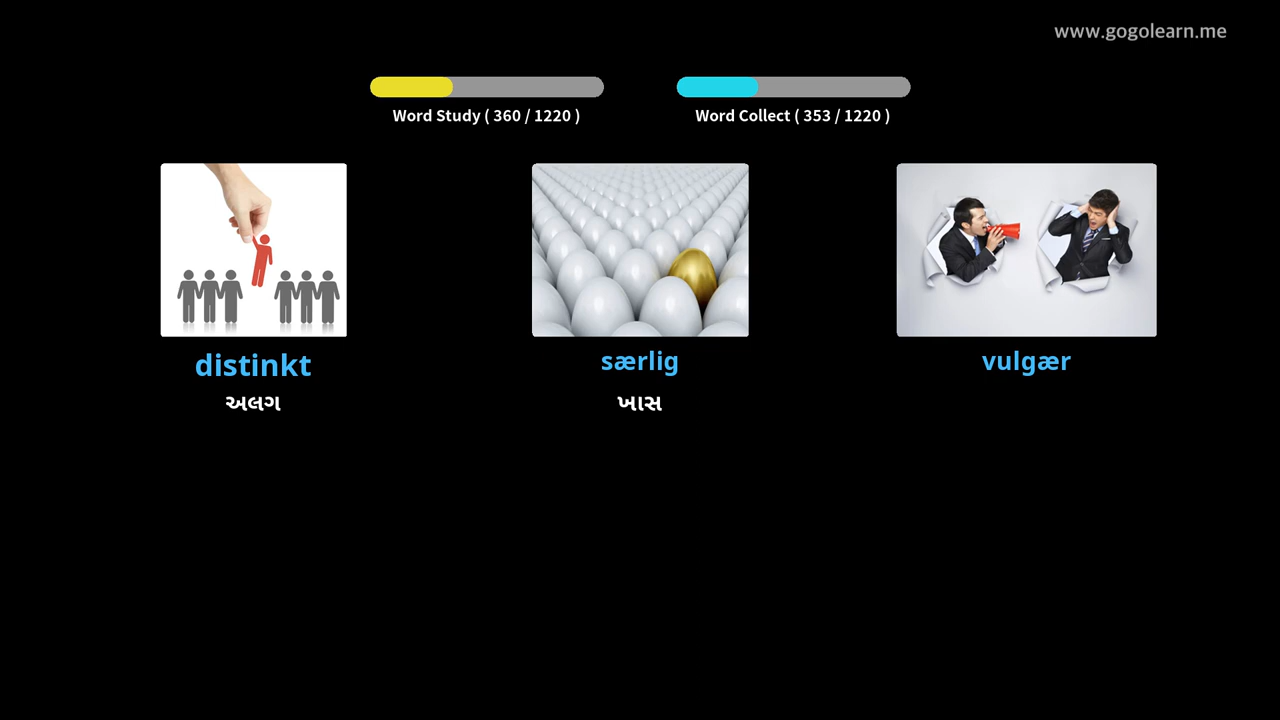 www.gogolearn.me
Word Study ( 360 / 1220 )
Word Collect ( 353 / 1220 )
distinkt
særlig
vulgær
અલગ
ખાસ